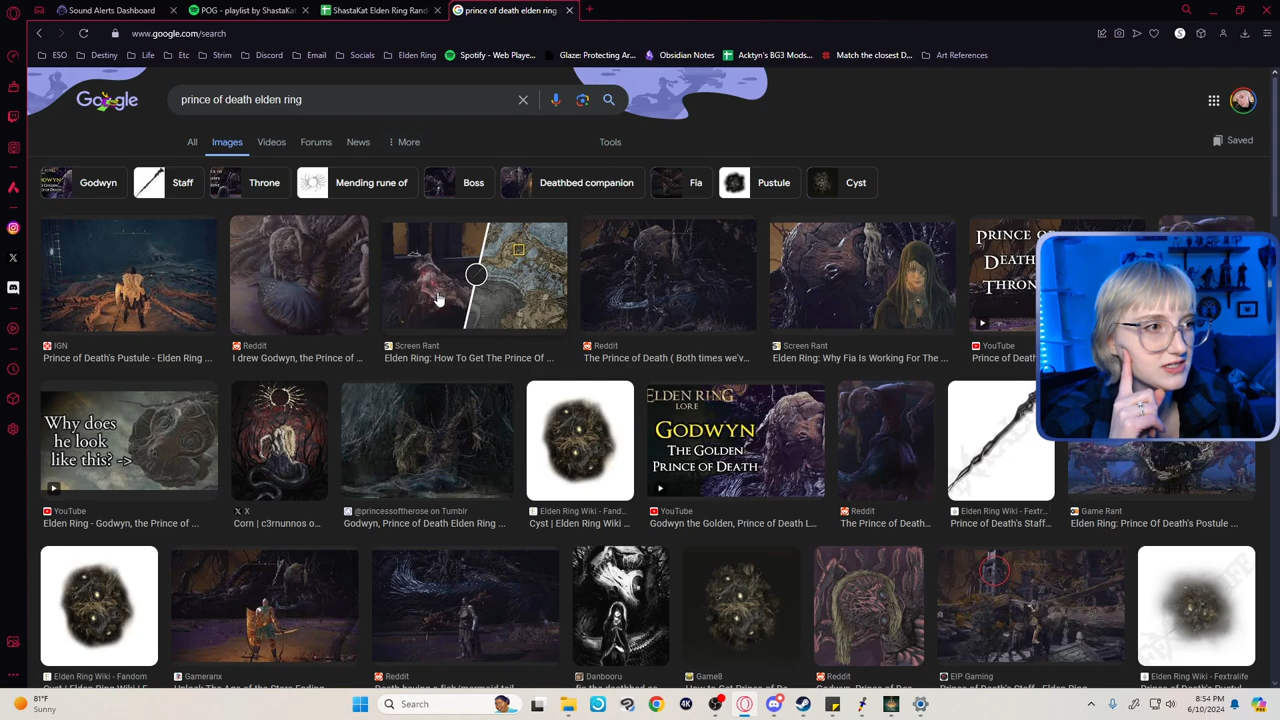 Sound Alerts Dashboard
POG - playlist by ShastaKat
ShastaKat Elden Ring Rand
prince of death elden ring
www.google.com/search
ESO
Destiny
Life
Etc
Strim
Discord
Email
Socials
Elden Ring
Spotify - Web Playe...
Glaze: Protecting Ar...
Obsidian Notes
Acktyn's BG3 Mods...
Match the closest D...
Art References
Google
prince of death elden ring
All
Images
Videos
Forums
News
More
Tools
Saved
Godwyn
Staff
Throne
Mending rune of
Boss
Deathbed companion
Fia
Pustule
Cyst
PRINCE OF
DEATH
THRON
IGN
Prince of Death's Pustule - Elden Ring ...
Reddit
I drew Godwyn, the Prince of ...
Screen Rant
Elden Ring: How To Get The Prince Of ...
Reddit
The Prince of Death ( Both times we'v...
Screen Rant
Elden Ring: Why Fia Is Working For The ...
YouTube
Prince of Death
Why does
he look
like this? ->
ELDEN RING
LORE
GODWYN
THE GOLDEN
PRINCE OF DEATH
YouTube
Elden Ring - Godwyn, the Prince of ...
X
Corn | c3rnunnos o...
@princessoftherose on Tumblr
Godwyn, Prince of Death Elden Ring ...
Elden Ring Wiki - Fand...
Cyst | Elden Ring Wiki ...
YouTube
Godwyn the Golden, Prince of Death L...
Reddit
The Prince of Death...
Elden Ring Wiki - Fextr...
Prince of Death's Staff...
Game Rant
Elden Ring: Prince Of Death's Postule ...
Elden Ring Wiki - Fandom
Gameranx
Reddit
Danbooru
Game8
Reddit
EIP Gaming
Elden Ring Wiki - Fextralife
81°F
Sunny
Search
8:54 PM
6/10/2024